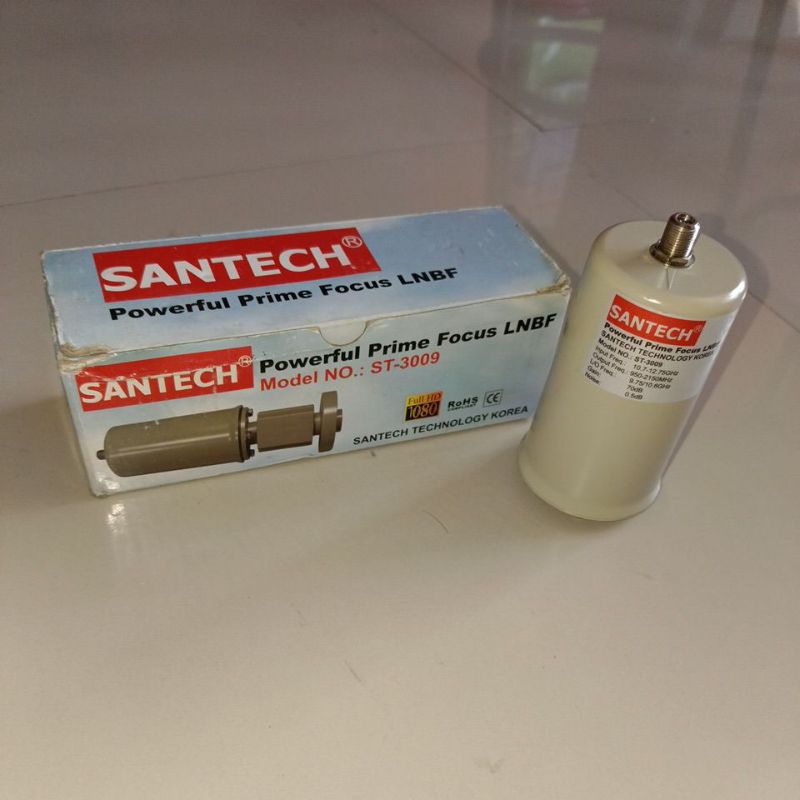 SANTECH®
Powerful Prime Focus LNBF
SANTECH®
Powerful Prime Focus LNBF
Model NO.: ST-3009
Full HD
1080
RoHS
COMPLIANT
CE
SANTECH TECHNOLOGY KOREA
SANTECH®
Powerful Prime Focus LNBF
SANTECH TECHNOLOGY KOREA
Model NO.: ST-3009
Input Freq.: 10.7-12.75GHz
Output Freq.: 950-2150MHz
L/O Freq.: 9.75/10.6GHz
Gain: 70dB
Noise: 0.5dB